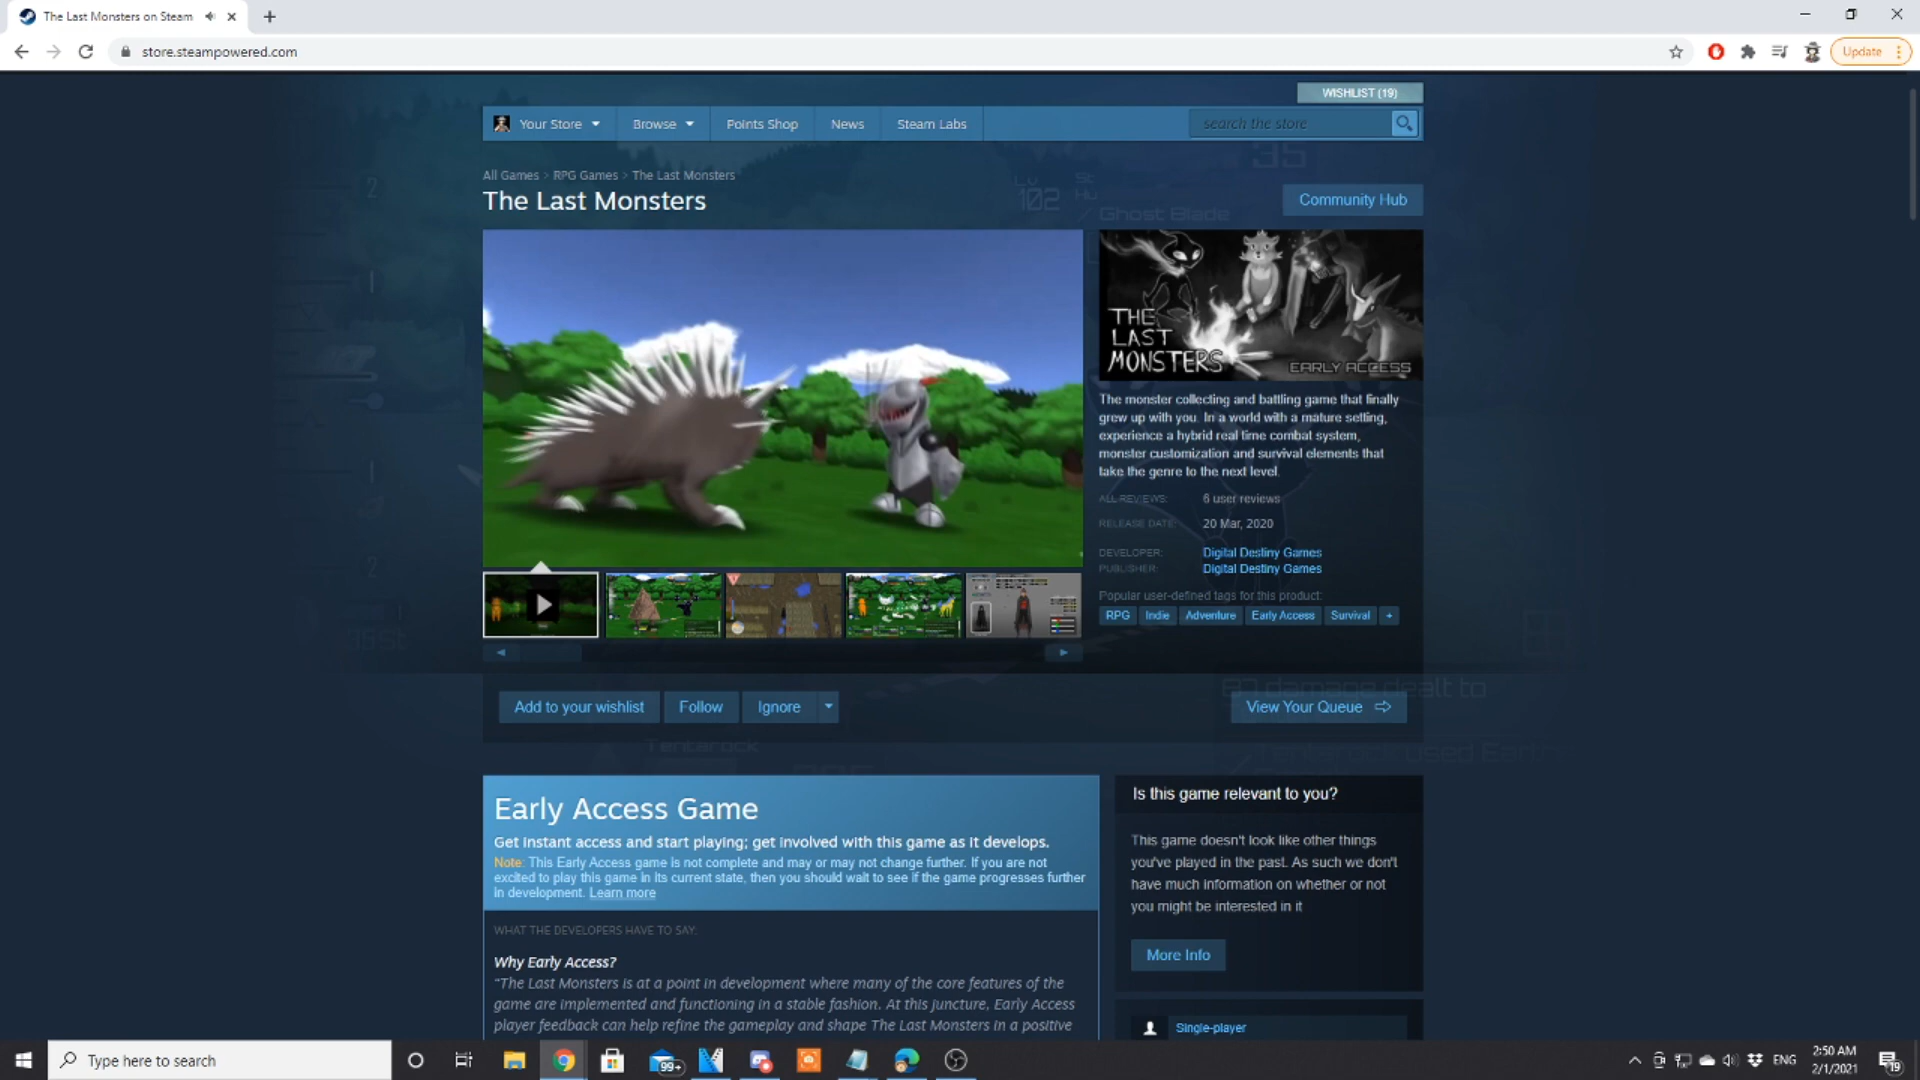 The Last Monsters on Steam
store.steampowered.com
Update
WISHLIST (19)
Your Store
Browse
Points Shop
News
Steam Labs
search the store
All Games > RPG Games > The Last Monsters
The Last Monsters
Community Hub
35
Lv
102
Ghost Blade
THE
LAST
MONSTERS
EARLY ACCESS
The monster collecting and battling game that finally
grew up with you. In a world with a mature setting,
experience a hybrid real time combat system,
monster customization and survival elements that
take the genre to the next level.
ALL REVIEWS: 6 user reviews
RELEASE DATE: 20 Mar, 2020
DEVELOPER: Digital Destiny Games
PUBLISHER: Digital Destiny Games
Popular user-defined tags for this product:
RPG Indie Adventure Early Access Survival +
damage dealt to
Add to your wishlist
Follow
Ignore
View Your Queue
Tentarock
Tentarock used Earth
Early Access Game
Get instant access and start playing; get involved with this game as it develops.
Note: This Early Access game is not complete and may or may not change further. If you are not
excited to play this game in its current state, then you should wait to see if the game progresses further
in development. Learn more
WHAT THE DEVELOPERS HAVE TO SAY:
Why Early Access?
“The Last Monsters is at a point in development where many of the core features of the
game are implemented and functioning in a stable fashion. At this juncture, Early Access
player feedback can help refine the gameplay and shape The Last Monsters in a positive
Is this game relevant to you?
This game doesn't look like other things
you've played in the past. As such we don't
have much information on whether or not
you might be interested in it
More Info
Single-player
Type here to search
99+
ENG
2:50 AM
2/1/2021
19